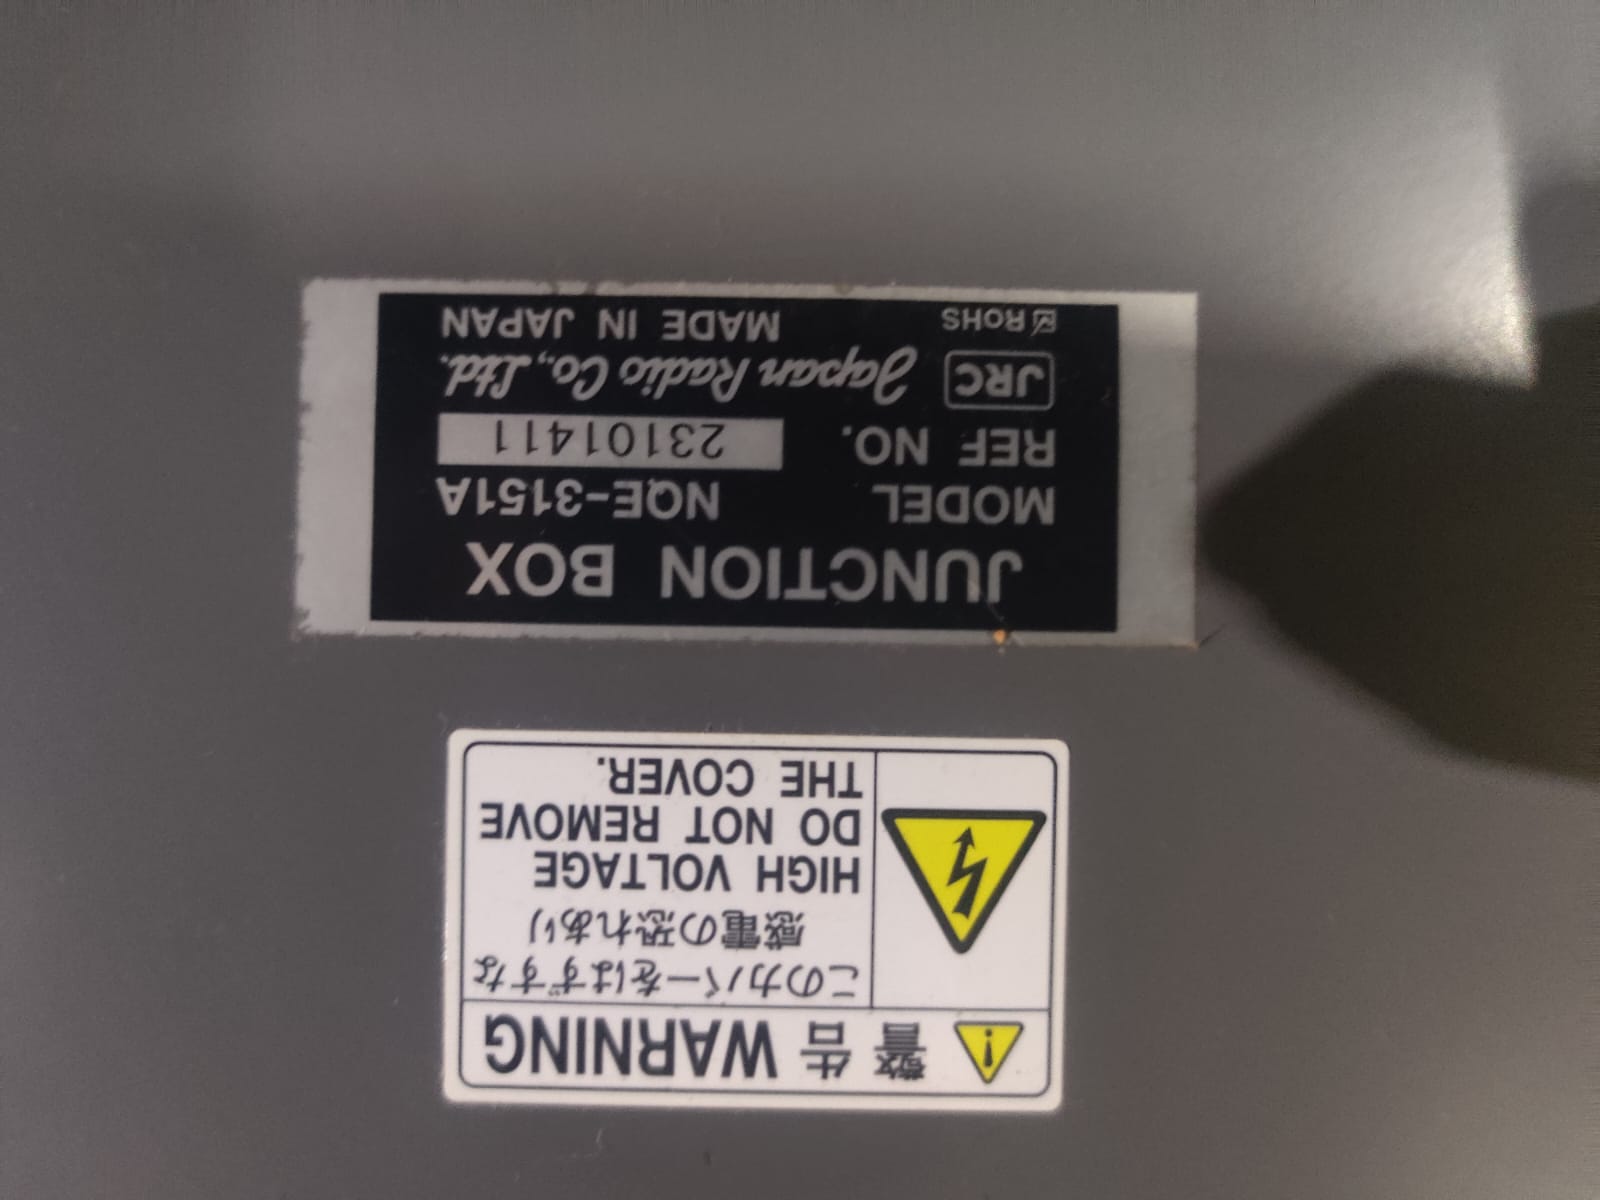 警告 WARNING
このカバーをはずすな
感電の恐れあり
HIGH VOLTAGE
DO NOT REMOVE
THE COVER.
JUNCTION BOX
MODEL NQE-3151A
REF NO. 23101411
JRC Japan Radio Co., Ltd.
ROHS MADE IN JAPAN